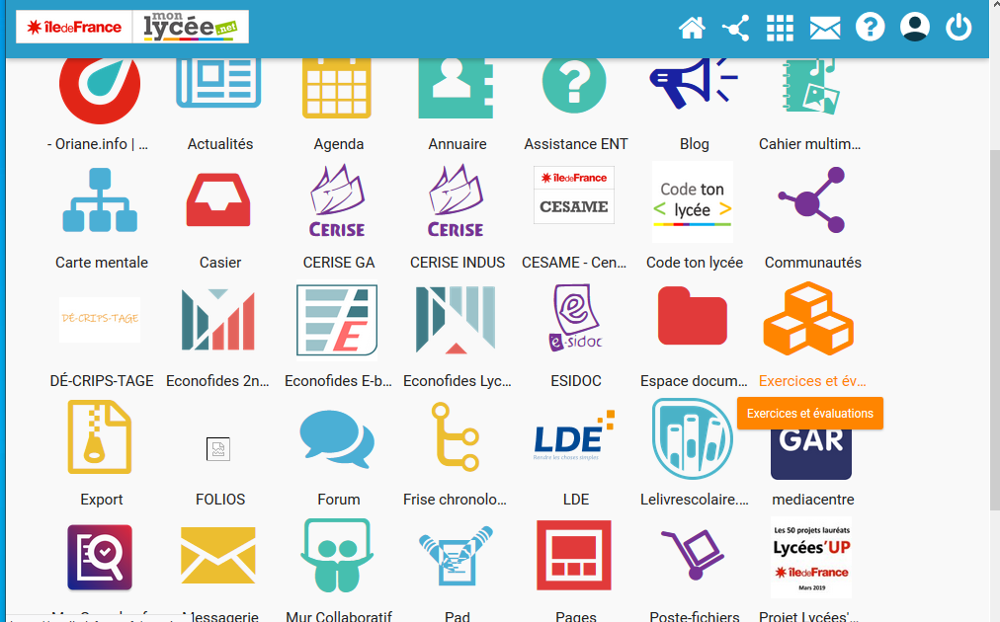 îledeFrance
mon
lycée.net
- Oriane.info | ...
Actualités
Agenda
Annuaire
Assistance ENT
Blog
Cahier multim...
îledeFrance
CESAME
Code ton
< lycée >
CERISE
CERISE
Carte mentale
Casier
CERISE GA
CERISE INDUS
CESAME - Cen...
Code ton lycée
Communautés
DÉ-CRIPS-TAGE
E
e-sidoc
DÉ-CRIPS-TAGE
Econofides 2n...
Econofides E-b...
Econofides Lyc...
ESIDOC
Espace docum...
Exercices et év...
Exercices et évaluations
LDE
Rendre les choses simples
GAR
Export
FOLIOS
Forum
Frise chronolo...
LDE
Lelivrescolaire....
mediacentre
Les 50 projets lauréats
Lycées'UP
îledeFrance
Mars 2019
Messagerie
Mur Collaboratif
Pad
Pages
Poste-fichiers
Projet Lycées'...